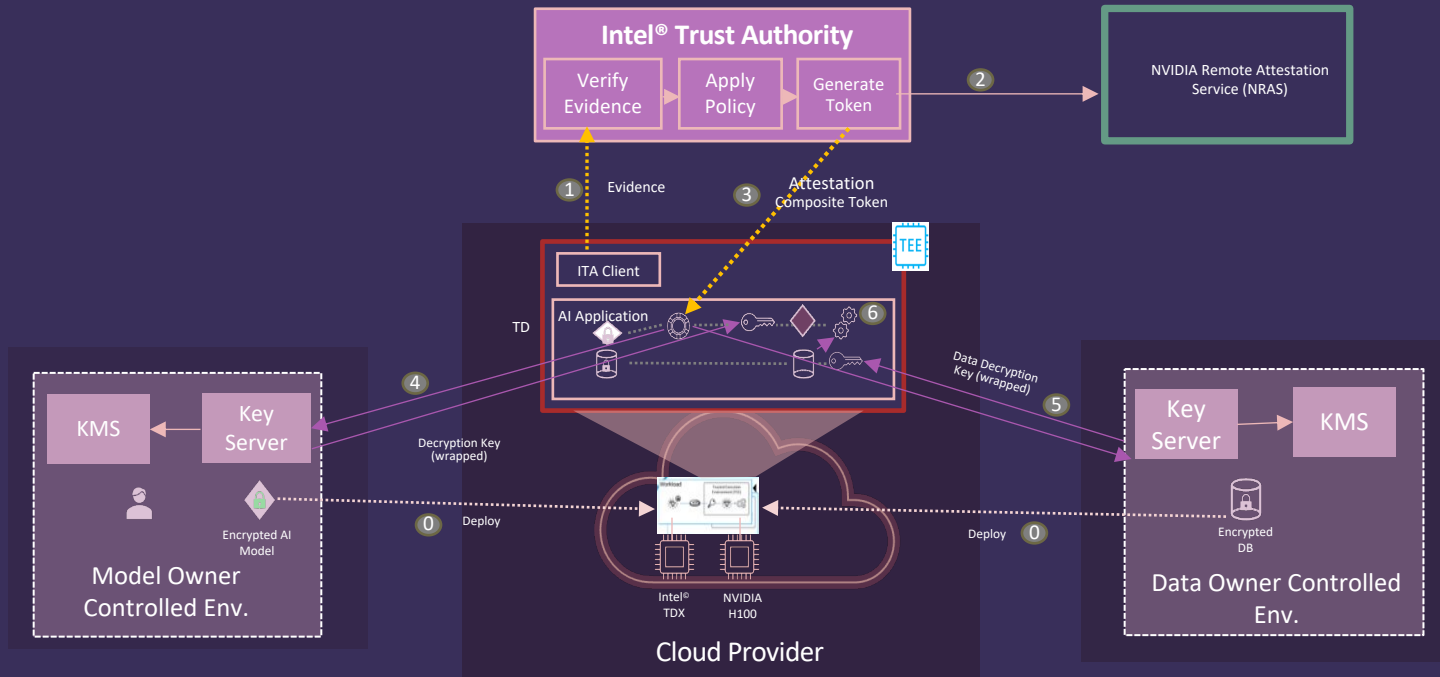 Intel® Trust Authority
Verify
Evidence
Apply
Policy
Generate
Token
2
NVIDIA Remote Attestation
Service (NRAS)
1
Evidence
3
Attestation
Composite Token
TEE
ITA Client
TD
AI Application
6
4
Decryption Key
(wrapped)
Data Decryption
Key (wrapped)
5
KMS
Key
Server
Encrypted AI
Model
Model Owner
Controlled Env.
0
Deploy
Workload
Deploy
0
Intel®
TDX
NVIDIA
H100
Cloud Provider
Key
Server
KMS
Encrypted
DB
Data Owner Controlled
Env.